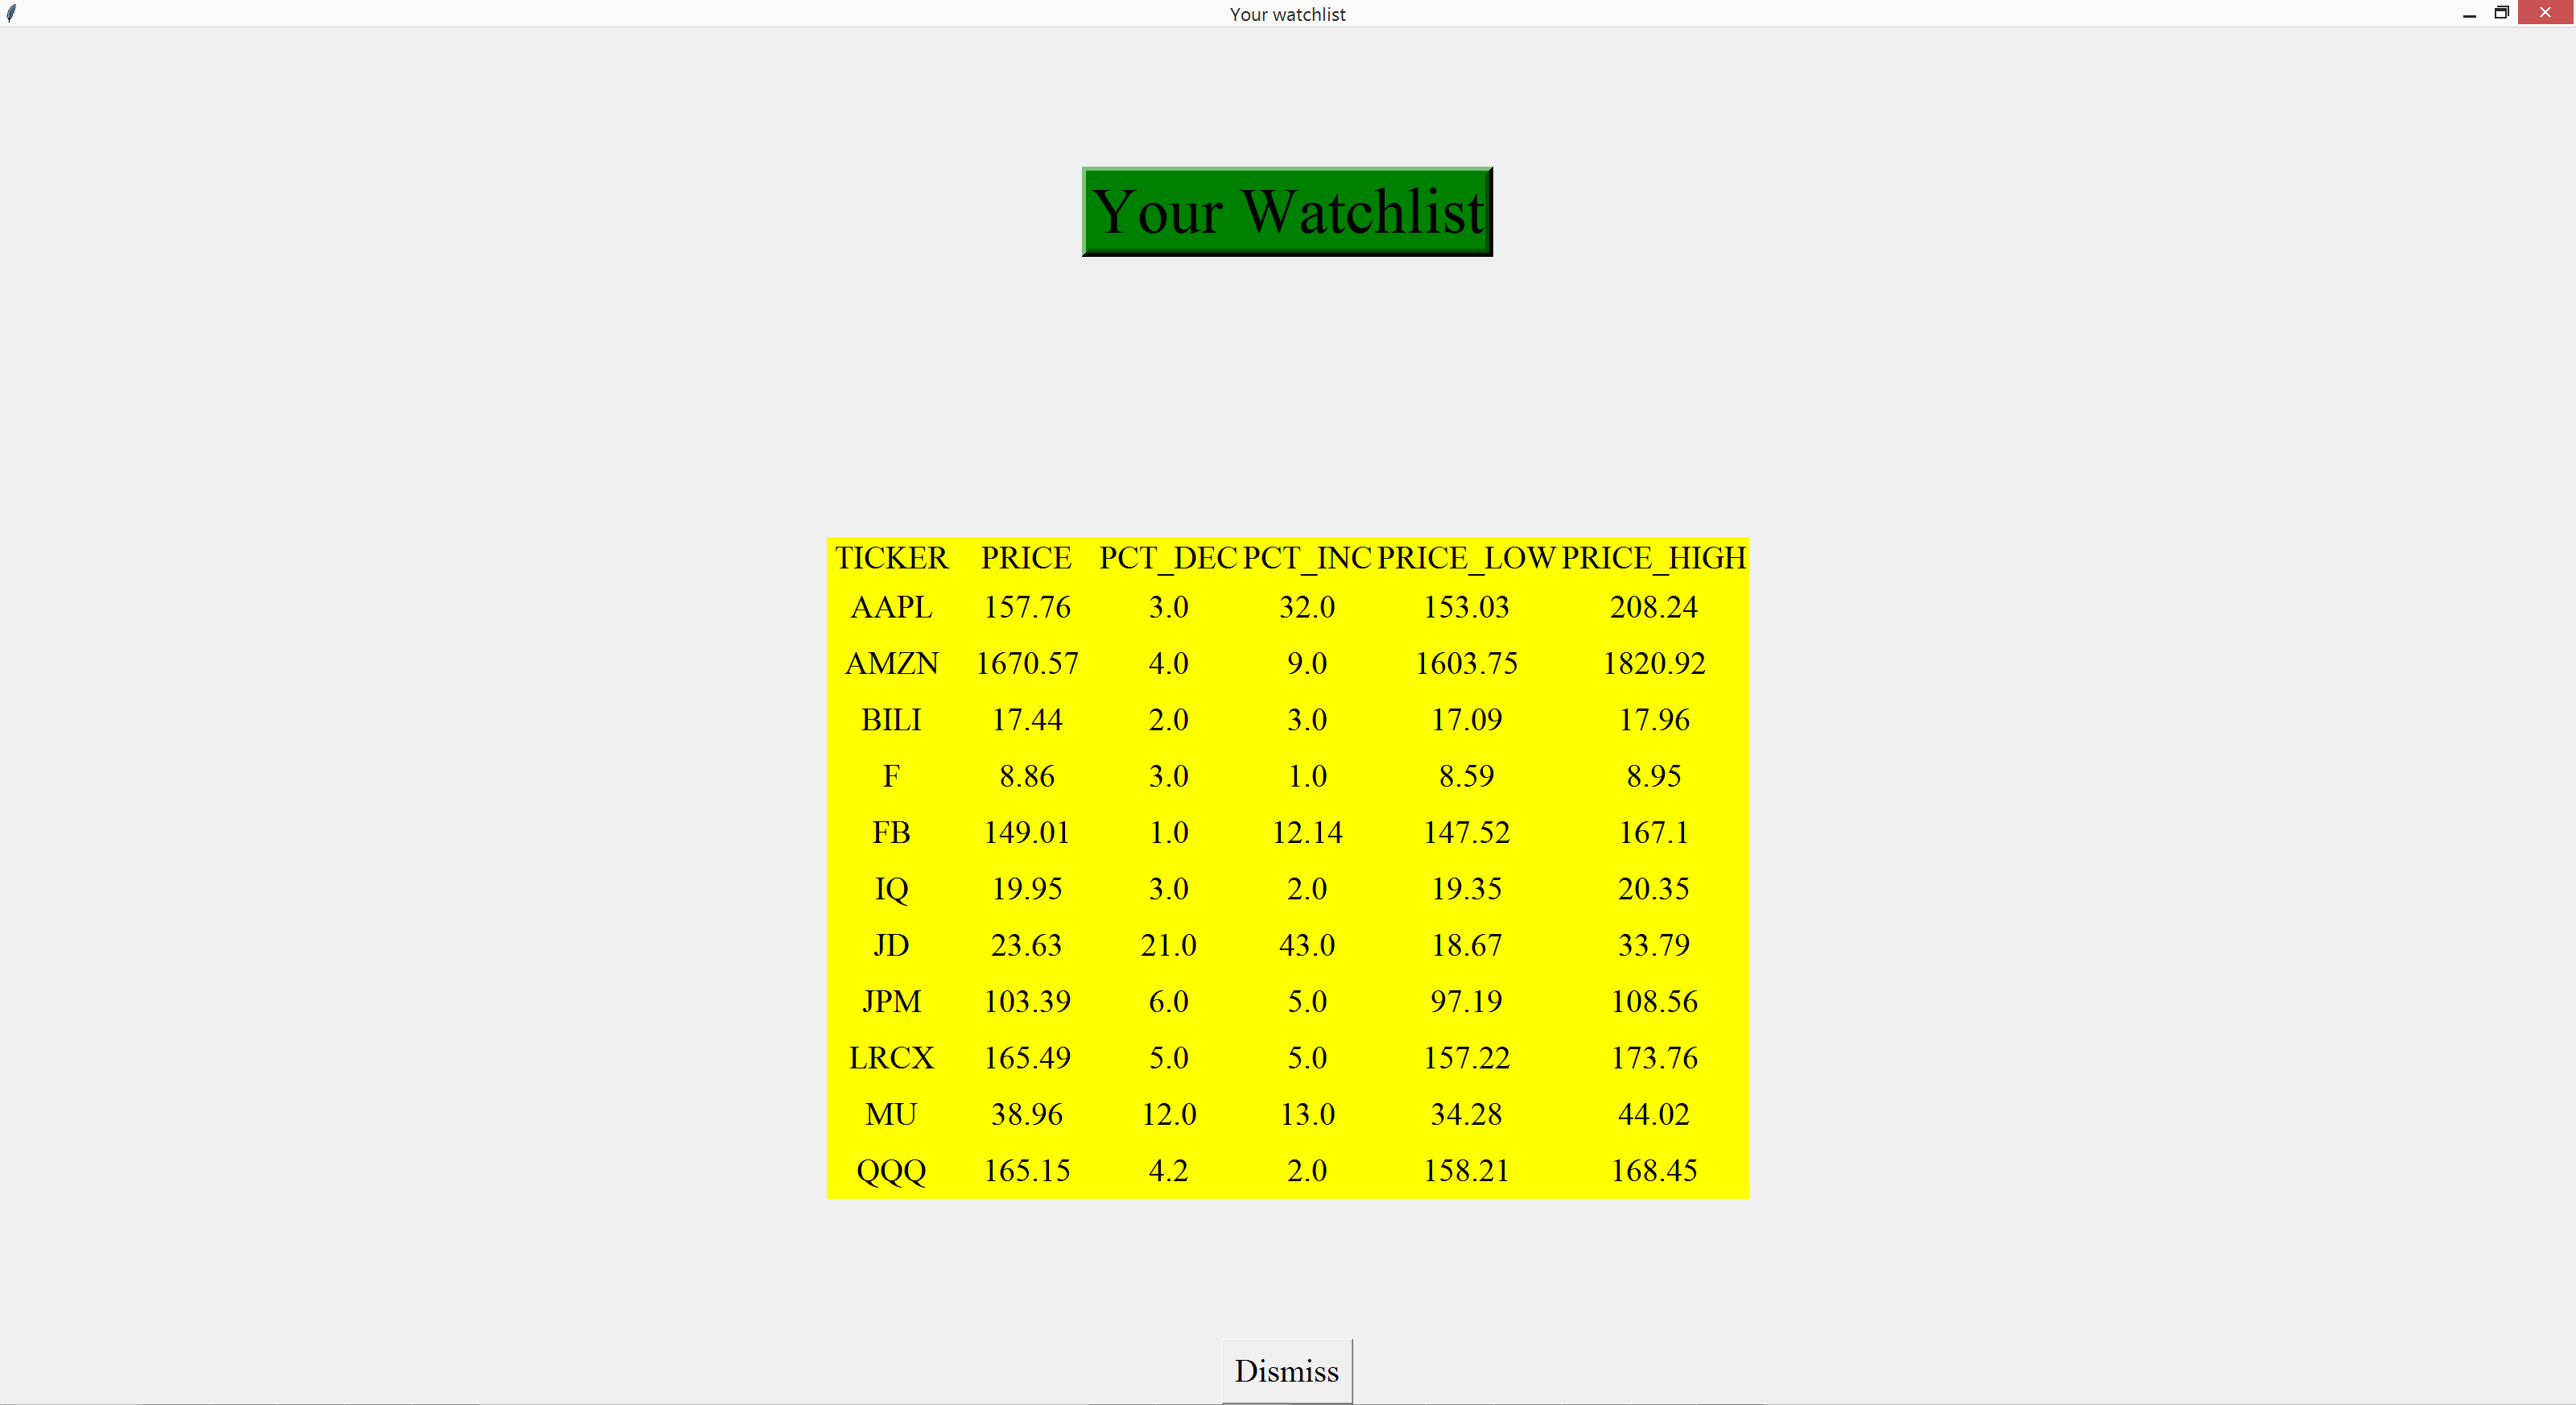 Your watchlist
Your Watchlist
TICKER PRICE PCT_DEC PCT_INC PRICE_LOW PRICE_HIGH
AAPL 157.76 3.0 32.0 153.03 208.24
AMZN 1670.57 4.0 9.0 1603.75 1820.92
BILI 17.44 2.0 3.0 17.09 17.96
F 8.86 3.0 1.0 8.59 8.95
FB 149.01 1.0 12.14 147.52 167.1
IQ 19.95 3.0 2.0 19.35 20.35
JD 23.63 21.0 43.0 18.67 33.79
JPM 103.39 6.0 5.0 97.19 108.56
LRCX 165.49 5.0 5.0 157.22 173.76
MU 38.96 12.0 13.0 34.28 44.02
QQQ 165.15 4.2 2.0 158.21 168.45
Dismiss